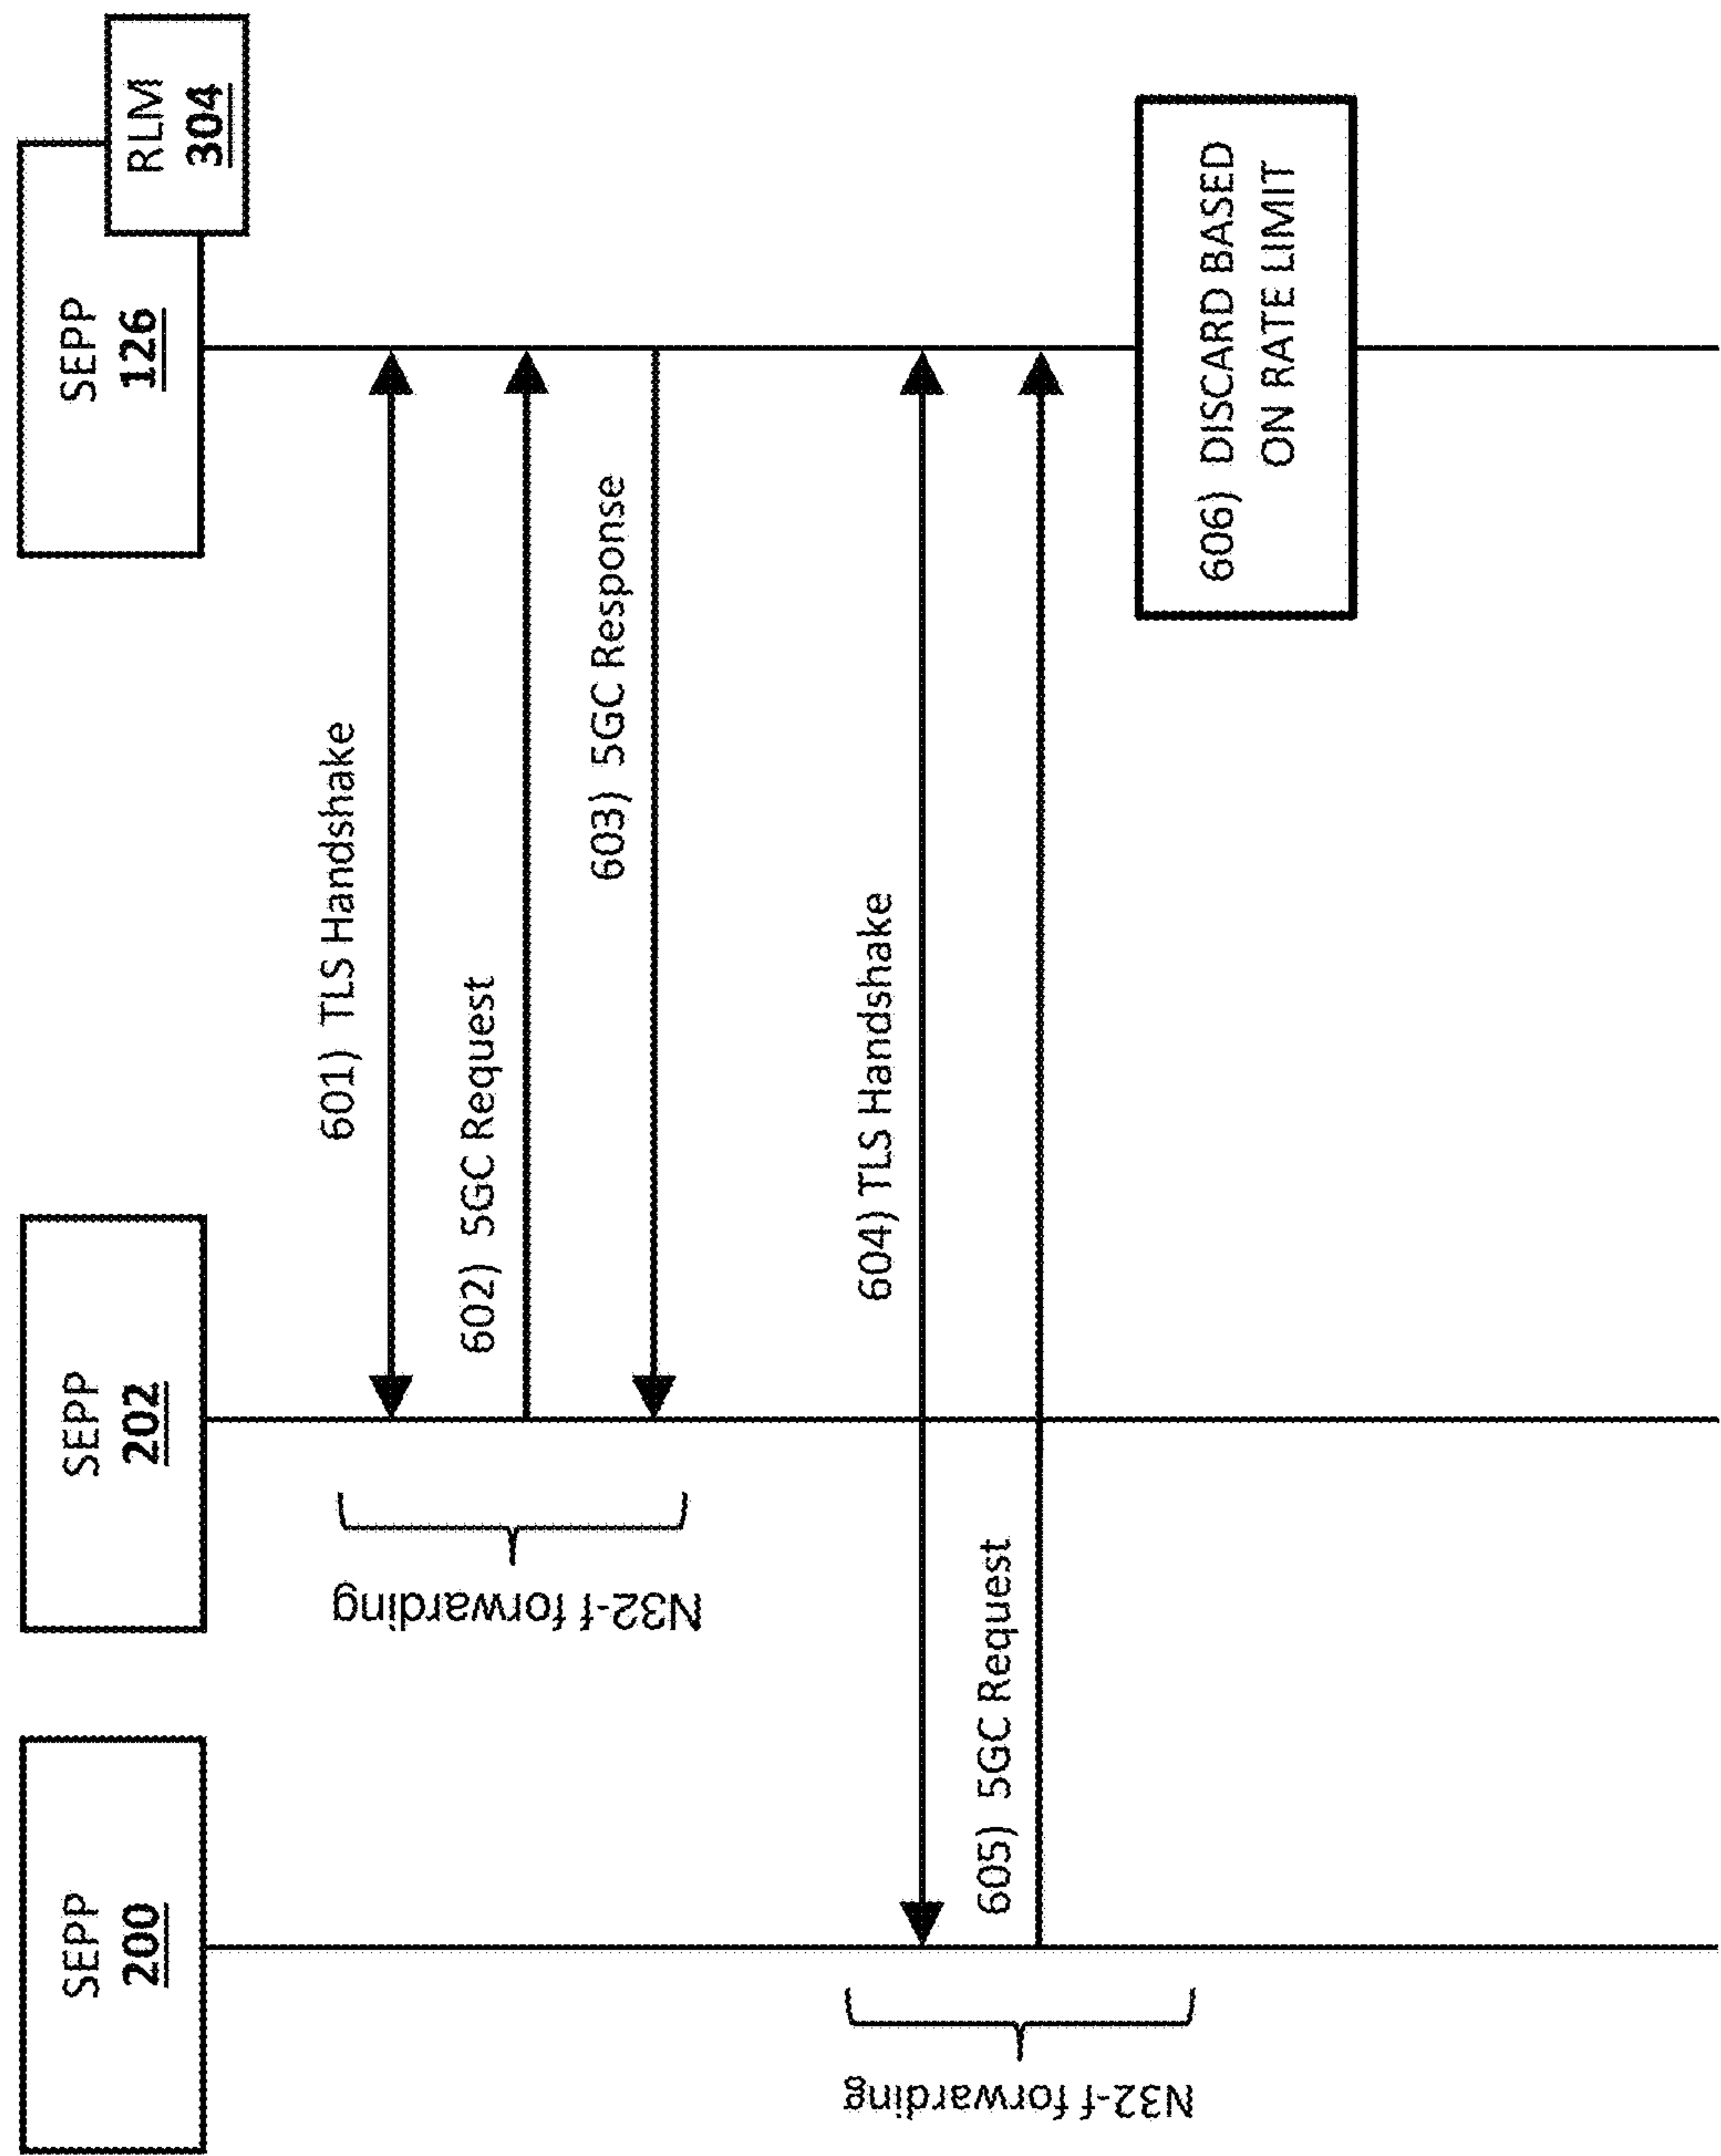 SEPP
200
SEPP
202
SEPP
126
RLM
304
601) TLS Handshake
602) 5GC Request
603) 5GC Response
N32-f forwarding
604) TLS Handshake
605) 5GC Request
N32-f forwarding
606) DISCARD BASED
ON RATE LIMIT